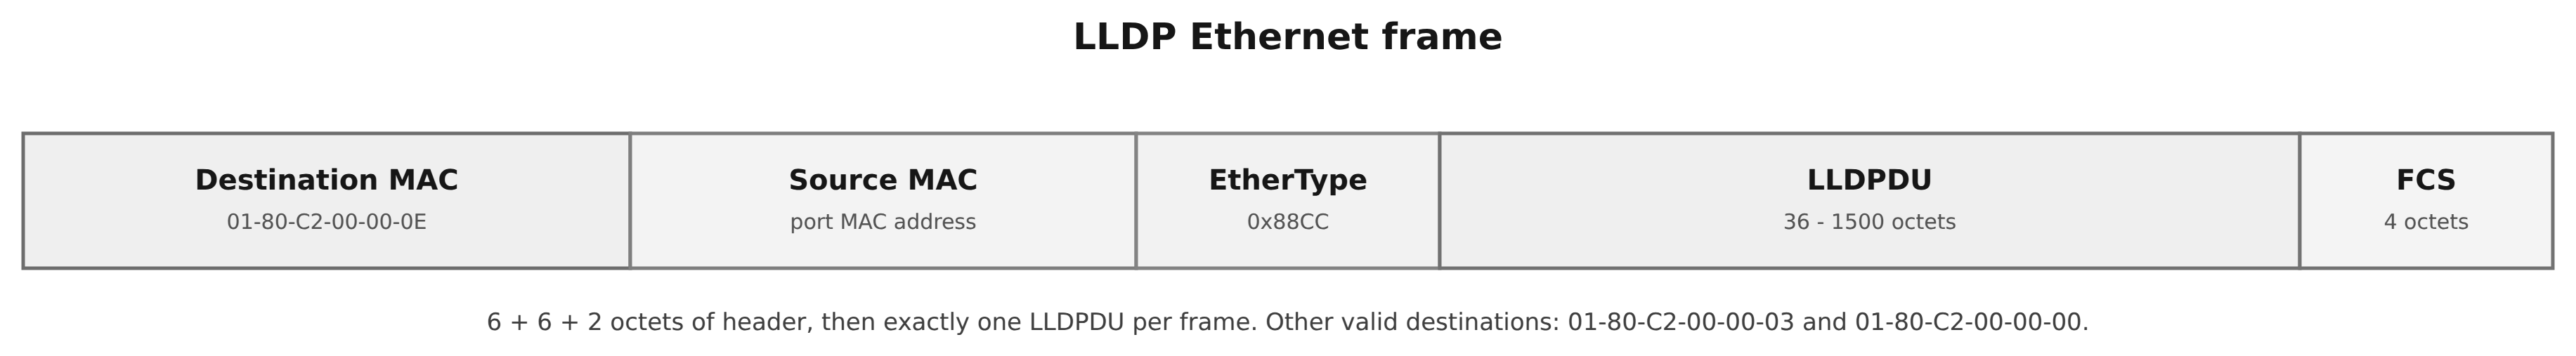 LLDP Ethernet frame
Destination MAC
01-80-C2-00-00-0E
Source MAC
port MAC address
EtherType
0x88CC
LLDPDU
36 - 1500 octets
FCS
4 octets
6 + 6 + 2 octets of header, then exactly one LLDPDU per frame. Other valid destinations: 01-80-C2-00-00-03 and 01-80-C2-00-00-00.